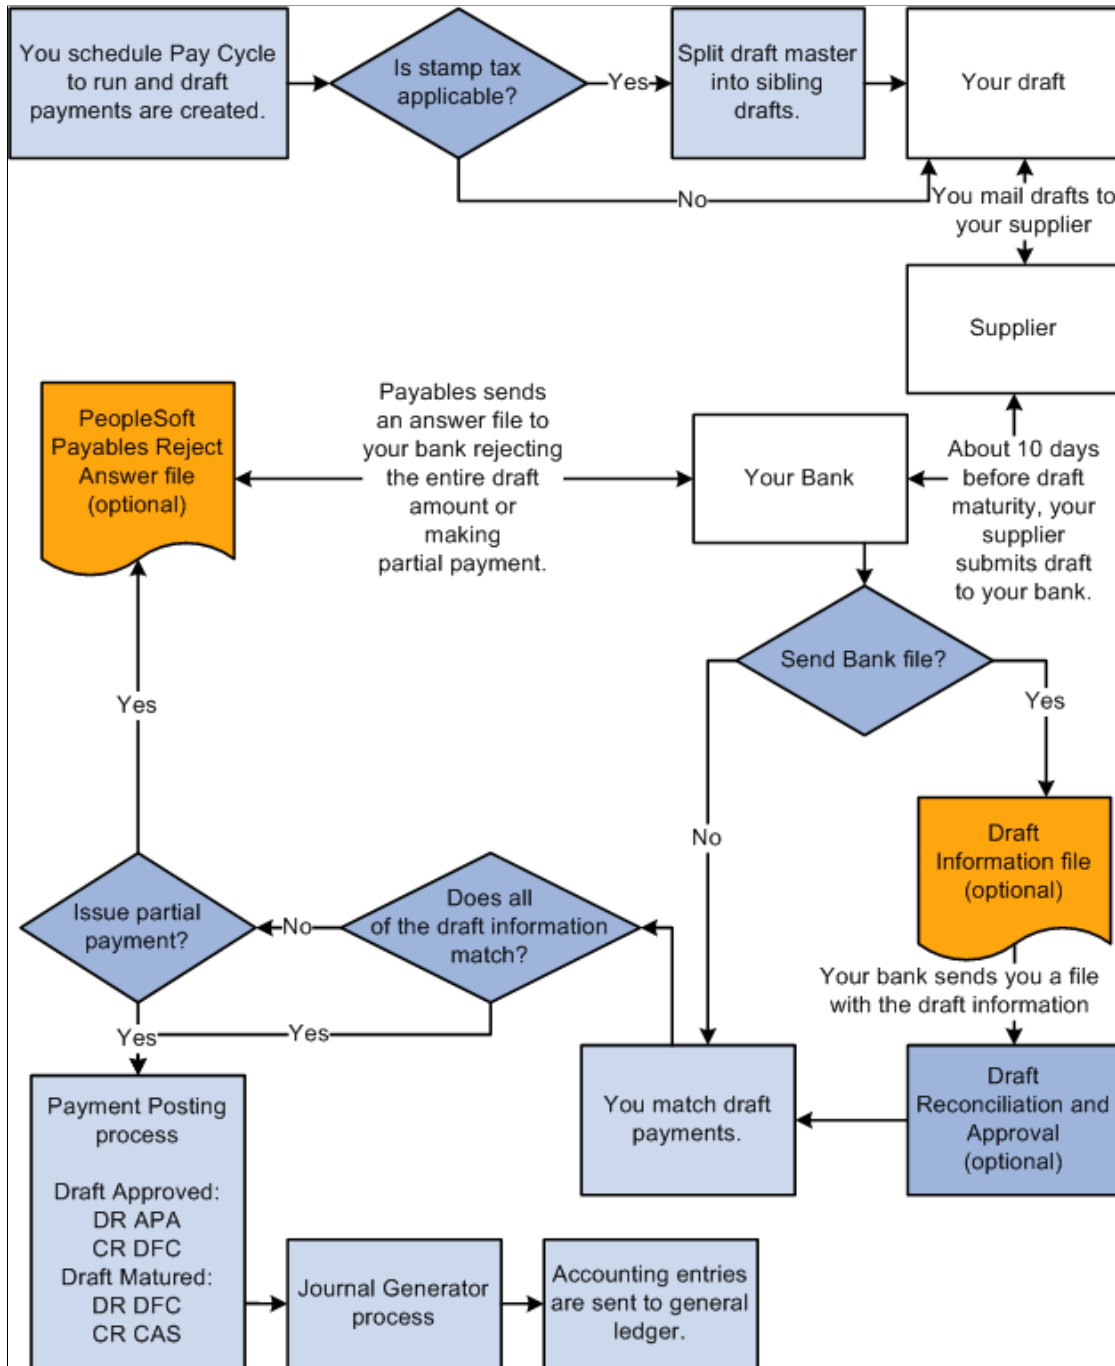 You schedule Pay Cycle
to run and draft
payments are created.
Is stamp tax
applicable?
Yes
Split draft master
into sibling
drafts.
Your draft
No
You mail drafts to
your supplier
Supplier
PeopleSoft
Payables Reject
Answer file
(optional)
Payables sends
an answer file to
your bank rejecting
the entire draft
amount or
making
partial payment.
Your Bank
About 10 days
before draft
maturity, your
supplier
submits draft
to your bank.
Send Bank file?
Yes
Yes
No
Draft
Information file
(optional)
Issue partial
payment?
No
Does all
of the draft information
match?
Your bank sends you a file
with the draft information
Yes
Yes
Payment Posting
process
Draft Approved:
DR APA
CR DFC
Draft Matured:
DR DFC
CR CAS
You match draft
payments.
Draft
Reconciliation and
Approval
(optional)
Journal Generator
process
Accounting entries
are sent to general
ledger.